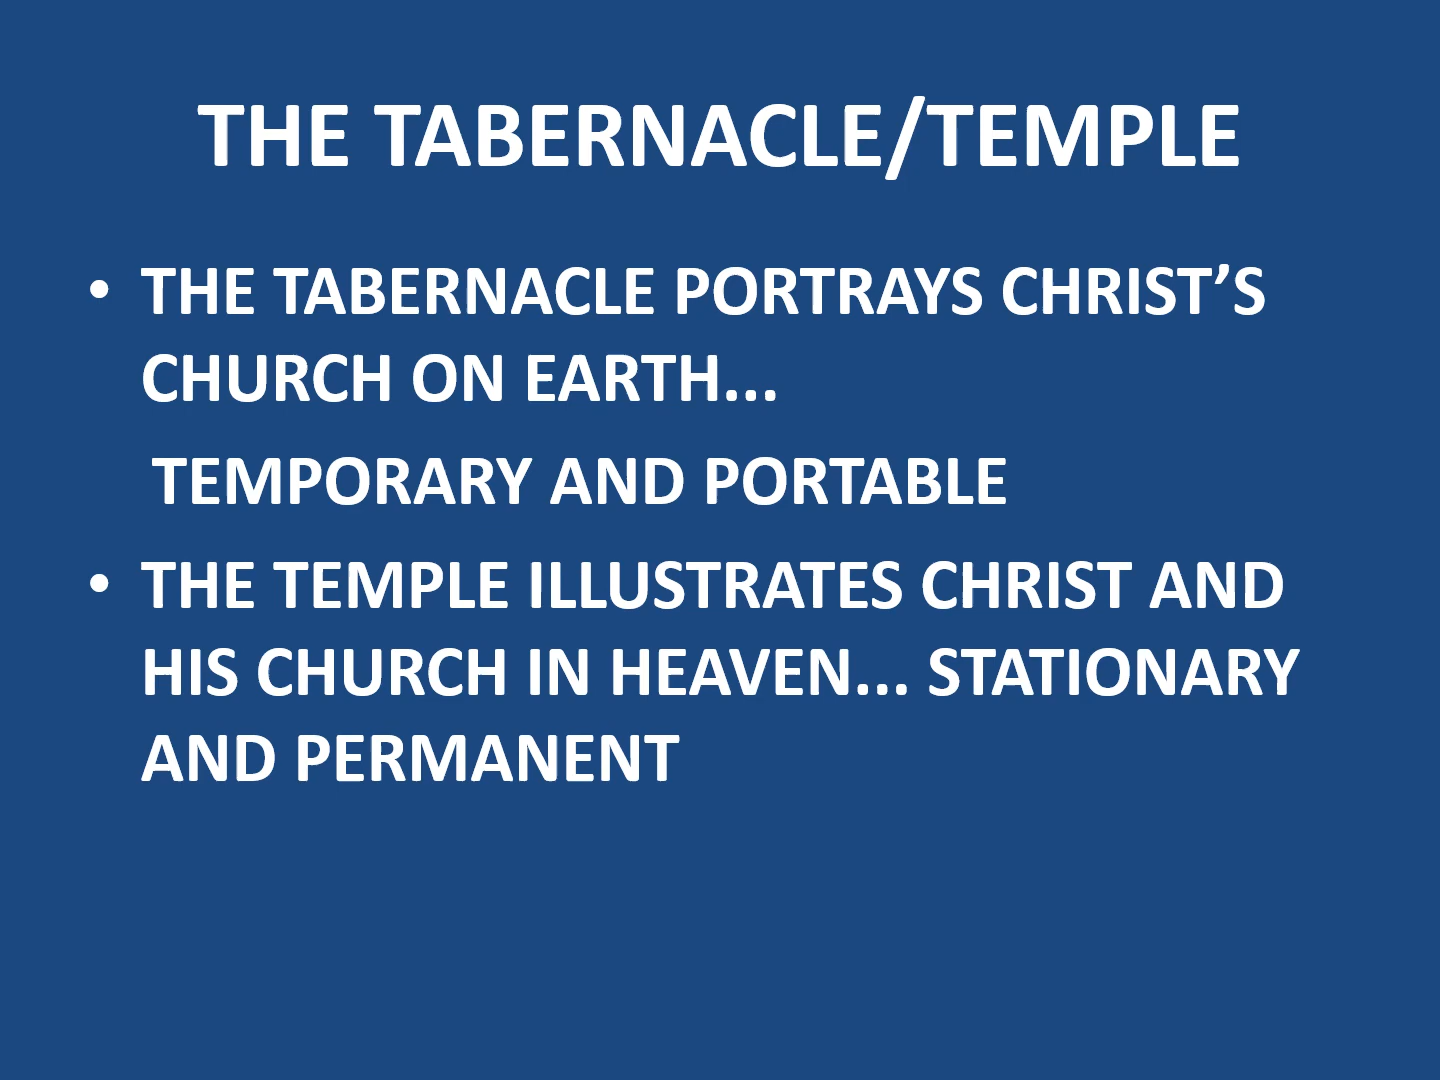 THE TABERNACLE/TEMPLE
• THE TABERNACLE PORTRAYS CHRIST’S
CHURCH ON EARTH...
TEMPORARY AND PORTABLE
• THE TEMPLE ILLUSTRATES CHRIST AND
HIS CHURCH IN HEAVEN... STATIONARY
AND PERMANENT